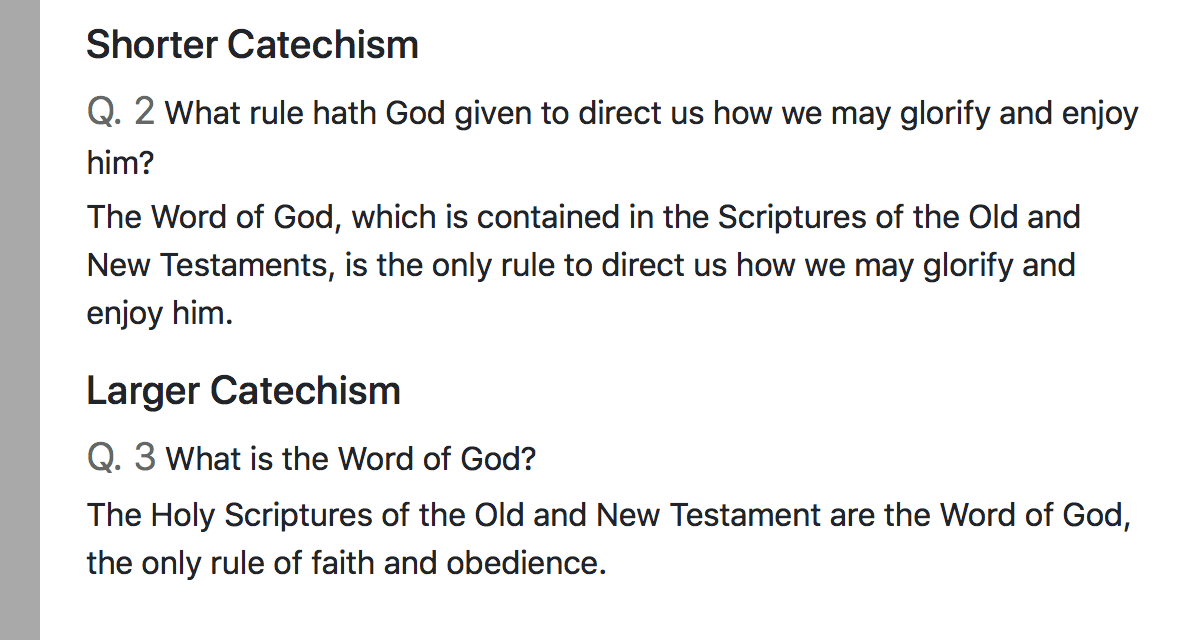 Shorter Catechism
Q. 2 What rule hath God given to direct us how we may glorify and enjoy
him?
The Word of God, which is contained in the Scriptures of the Old and
New Testaments, is the only rule to direct us how we may glorify and
enjoy him.
Larger Catechism
Q. 3 What is the Word of God?
The Holy Scriptures of the Old and New Testament are the Word of God,
the only rule of faith and obedience.